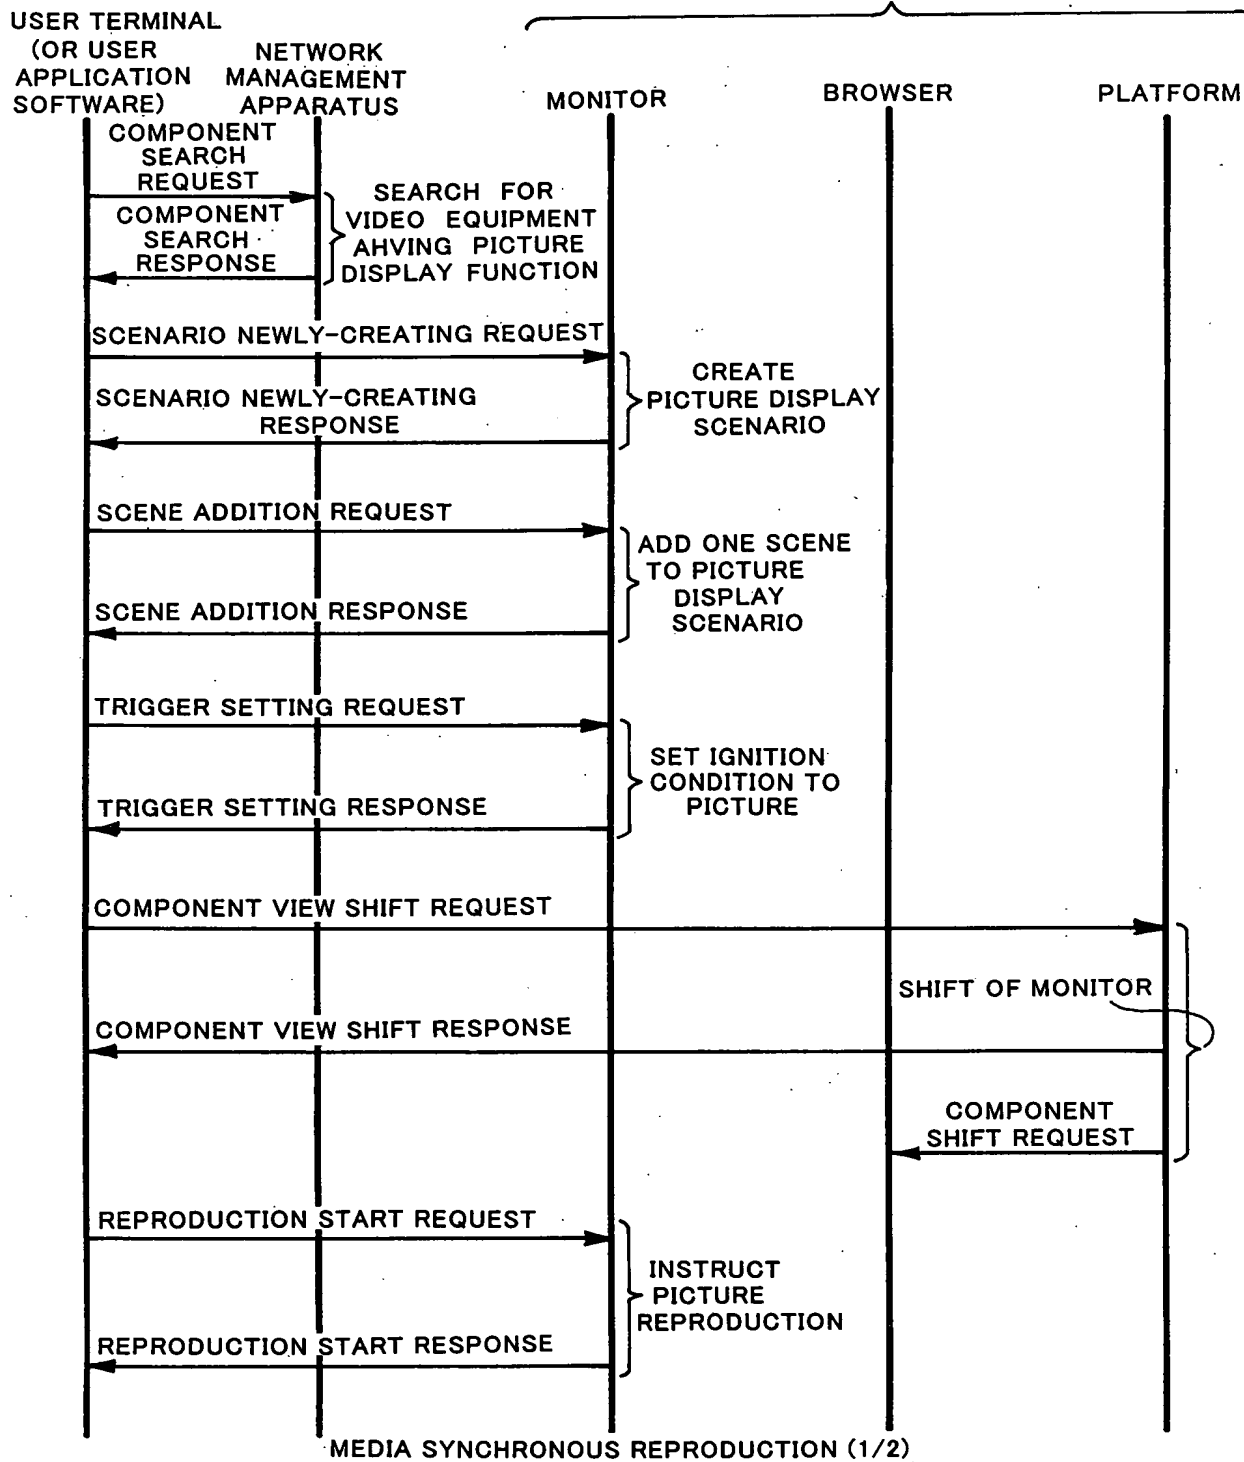 USER TERMINAL
(OR USER
APPLICATION
SOFTWARE)
NETWORK
MANAGEMENT
APPARATUS
MONITOR
BROWSER
PLATFORM
COMPONENT
SEARCH
REQUEST
COMPONENT
SEARCH
RESPONSE
SEARCH FOR
VIDEO EQUIPMENT
AHVING PICTURE
DISPLAY FUNCTION
SCENARIO NEWLY-CREATING REQUEST
SCENARIO NEWLY-CREATING
RESPONSE
CREATE
PICTURE DISPLAY
SCENARIO
SCENE ADDITION REQUEST
SCENE ADDITION RESPONSE
ADD ONE SCENE
TO PICTURE
DISPLAY
SCENARIO
TRIGGER SETTING REQUEST
TRIGGER SETTING RESPONSE
SET IGNITION
CONDITION TO
PICTURE
COMPONENT VIEW SHIFT REQUEST
SHIFT OF MONITOR
COMPONENT VIEW SHIFT RESPONSE
COMPONENT
SHIFT REQUEST
REPRODUCTION START REQUEST
INSTRUCT
PICTURE
REPRODUCTION
REPRODUCTION START RESPONSE
MEDIA SYNCHRONOUS REPRODUCTION (1/2)